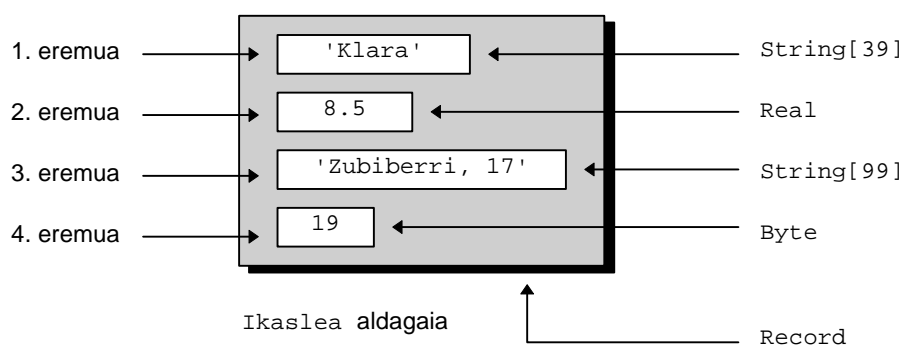 1. eremua 'Klara' String[39]
2. eremua 8.5 Real
3. eremua 'Zubiberri, 17' String[99]
4. eremua 19 Byte
Ikaslea aldagaia
Record